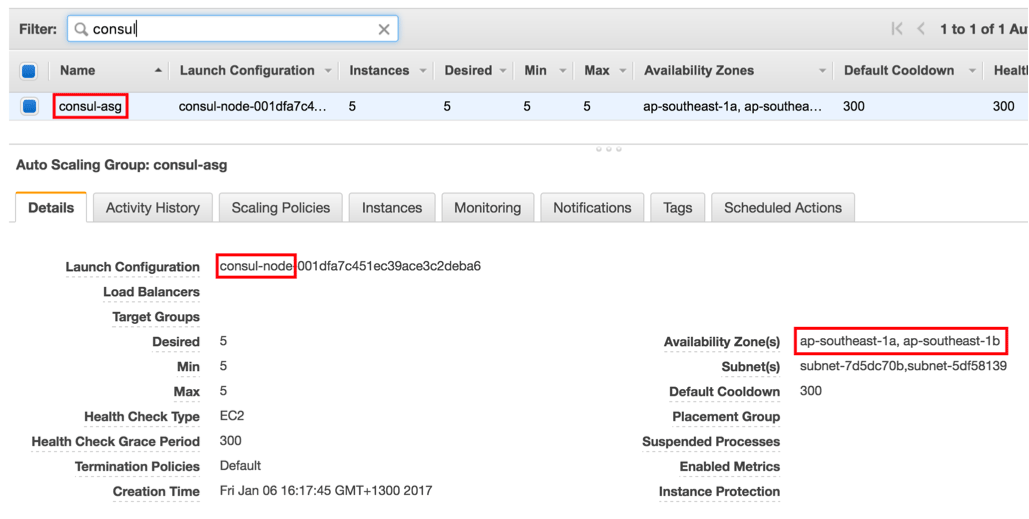 Filter: consul 1 to 1 of 1 Au
Name Launch Configuration Instances Desired Min Max Availability Zones Default Cooldown Healt
consul-asg consul-node-001dfa7c4… 5 5 5 5 ap-southeast-1a, ap-southea… 300 300
Auto Scaling Group: consul-asg
Details Activity History Scaling Policies Instances Monitoring Notifications Tags Scheduled Actions
Launch Configuration consul-node-001dfa7c451ec39ace3c2deba6
Load Balancers
Target Groups
Desired 5 Availability Zone(s) ap-southeast-1a, ap-southeast-1b
Min 5 Subnet(s) subnet-7d5dc70b,subnet-5df58139
Max 5 Default Cooldown 300
Health Check Type EC2 Placement Group
Health Check Grace Period 300 Suspended Processes
Termination Policies Default Enabled Metrics
Creation Time Fri Jan 06 16:17:45 GMT+1300 2017 Instance Protection